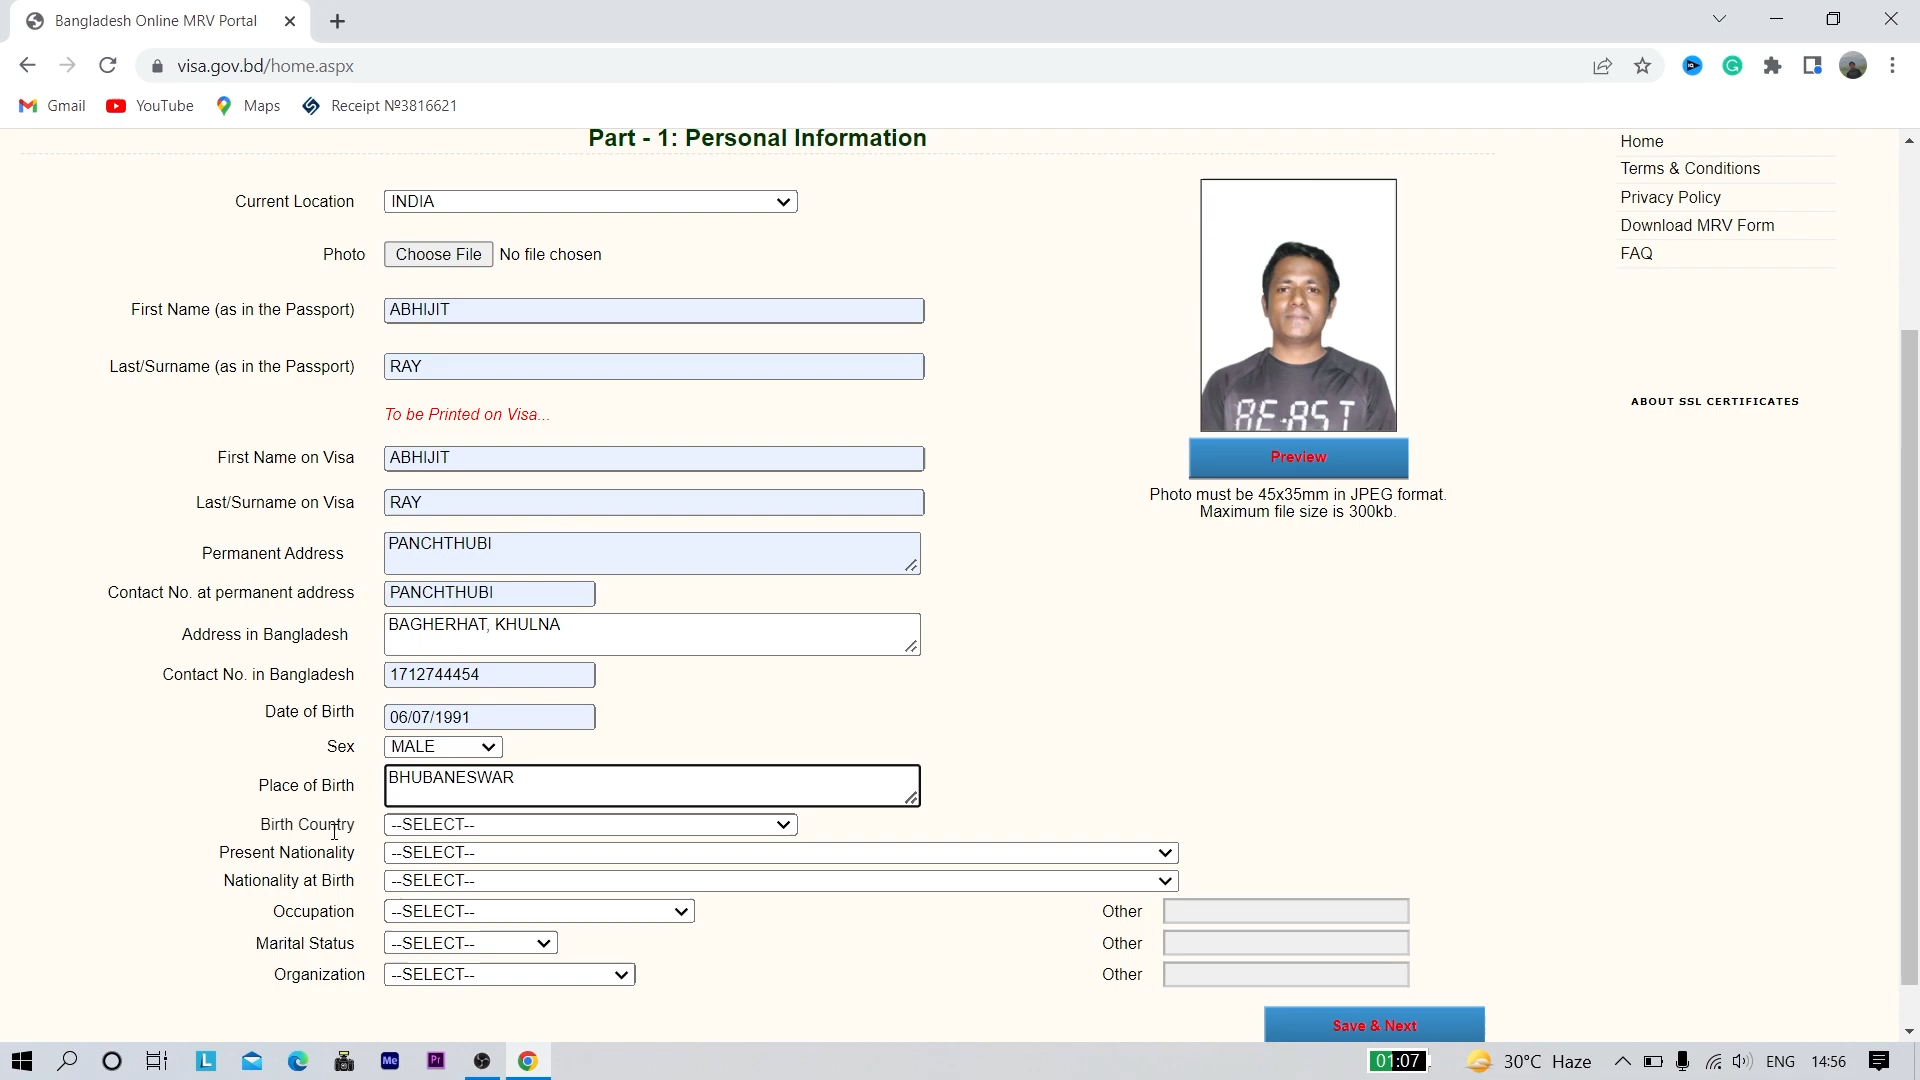 Bangladesh Online MRV Portal
visa.gov.bd/home.aspx
Gmail YouTube Maps Receipt №3816621
Part - 1: Personal Information
Current Location INDIA
Photo Choose File No file chosen
First Name (as in the Passport) ABHIJIT
Last/Surname (as in the Passport) RAY
To be Printed on Visa...
First Name on Visa ABHIJIT
Last/Surname on Visa RAY
Permanent Address PANCHTHUBI
Contact No. at permanent address PANCHTHUBI
Address in Bangladesh BAGHERHAT, KHULNA
Contact No. in Bangladesh 1712744454
Date of Birth 06/07/1991
Sex MALE
Place of Birth BHUBANESWAR
Birth Country --SELECT--
Present Nationality --SELECT--
Nationality at Birth --SELECT--
Occupation --SELECT-- Other
Marital Status --SELECT-- Other
Organization --SELECT-- Other
Save & Next
BE:AST
Preview
Photo must be 45x35mm in JPEG format.
Maximum file size is 300kb.
Home
Terms & Conditions
Privacy Policy
Download MRV Form
FAQ
ABOUT SSL CERTIFICATES
L Me Pr 01:07 30°C Haze ENG 14:56